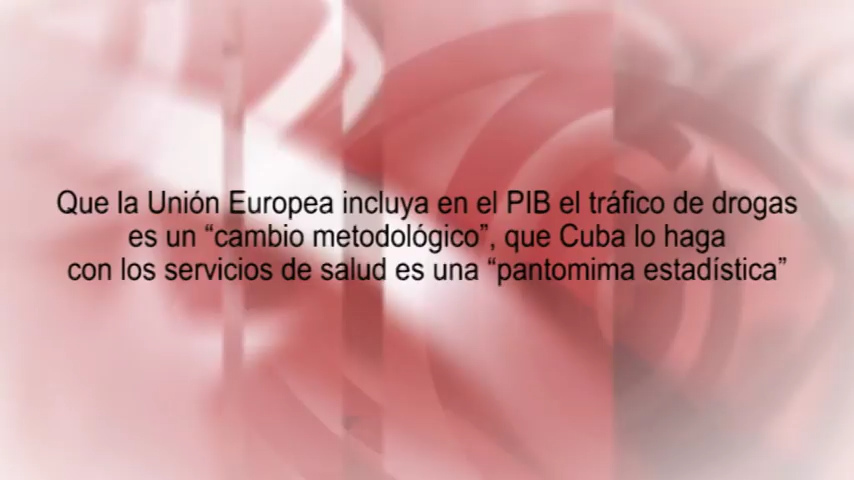 Que la Unión Europea incluya en el PIB el tráfico de drogas
es un “cambio metodológico”, que Cuba lo haga
con los servicios de salud es una “pantomima estadística”